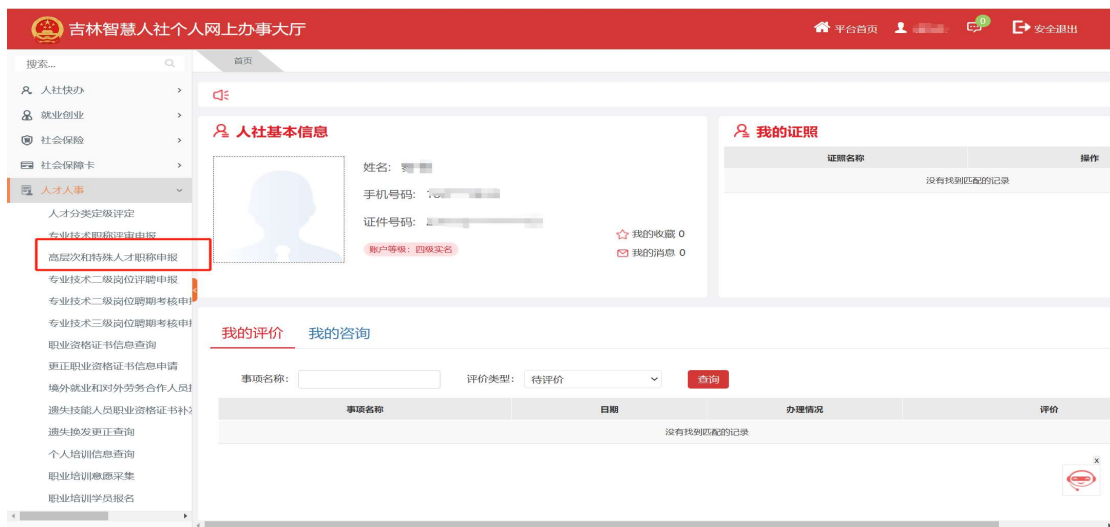 吉林智慧人社个人网上办事大厅
平台首页
0
安全退出
搜索...
首页
人社快办
就业创业
社会保险
社会保障卡
人才人事
人才分类定级评定
专业技术职称评审申报
高层次和特殊人才职称申报
专业技术二级岗位评聘申报
专业技术二级岗位聘期考核申
专业技术三级岗位聘期考核申
职业资格证书信息查询
更正职业资格证书信息申请
境外就业和对外劳务合作人员
遗失技能人员职业资格证书补
遗失换发更正查询
个人培训信息查询
职业培训意愿采集
职业培训学员报名
人社基本信息
姓名:
手机号码:
证件号码:
账户等级：四级实名
我的收藏 0
我的消息 0
我的证照
证照名称 操作
没有找到匹配的记录
我的评价 我的咨询
事项名称: 评价类型: 待评价 查询
事项名称 日期 办理情况 评价
没有找到匹配的记录
x